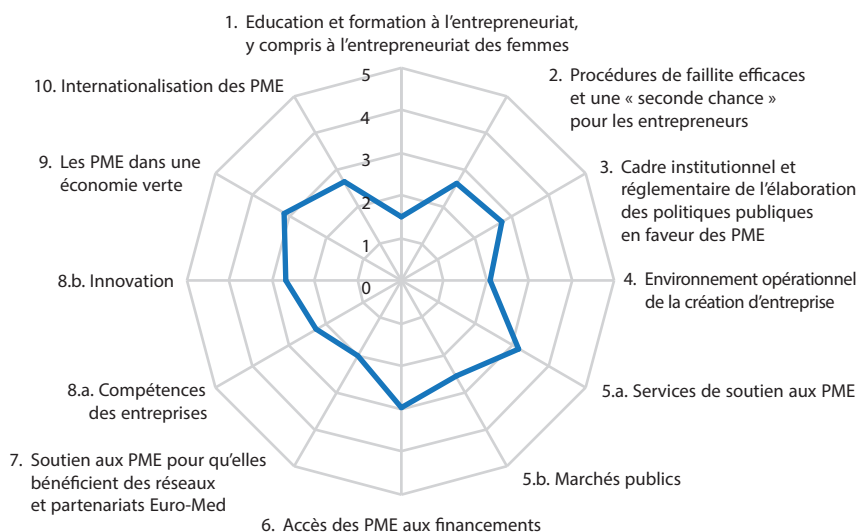 1. Education et formation à l'entrepreneuriat,
y compris à l'entrepreneuriat des femmes
2. Procédures de faillite efficaces
et une « seconde chance »
pour les entrepreneurs
3. Cadre institutionnel et
réglementaire de l'élaboration
des politiques publiques
en faveur des PME
4. Environnement opérationnel
de la création d'entreprise
5.a. Services de soutien aux PME
5.b. Marchés publics
6. Accès des PME aux financements
7. Soutien aux PME pour qu'elles
bénéficient des réseaux
et partenariats Euro-Med
8.a. Compétences
des entreprises
8.b. Innovation
9. Les PME dans une
économie verte
10. Internationalisation des PME
5
4
3
2
1
0